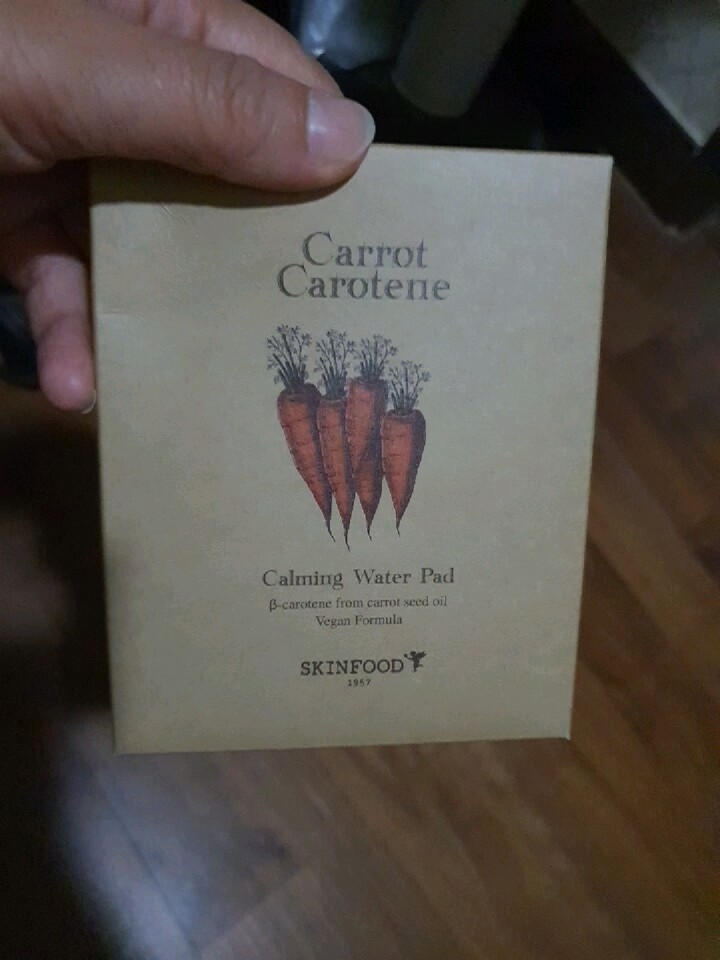 Carrot
Carotene
Calming Water Pad
β-carotene from carrot seed oil
Vegan Formula
SKINFOOD
1957